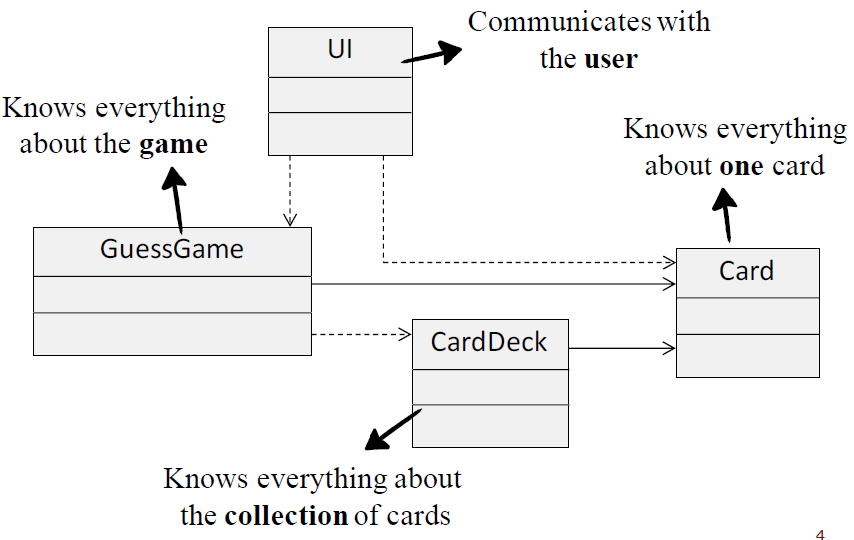 UI
Communicates with
the user
Knows everything
about the game
Knows everything
about one card
GuessGame
Card
CardDeck
Knows everything about
the collection of cards
4